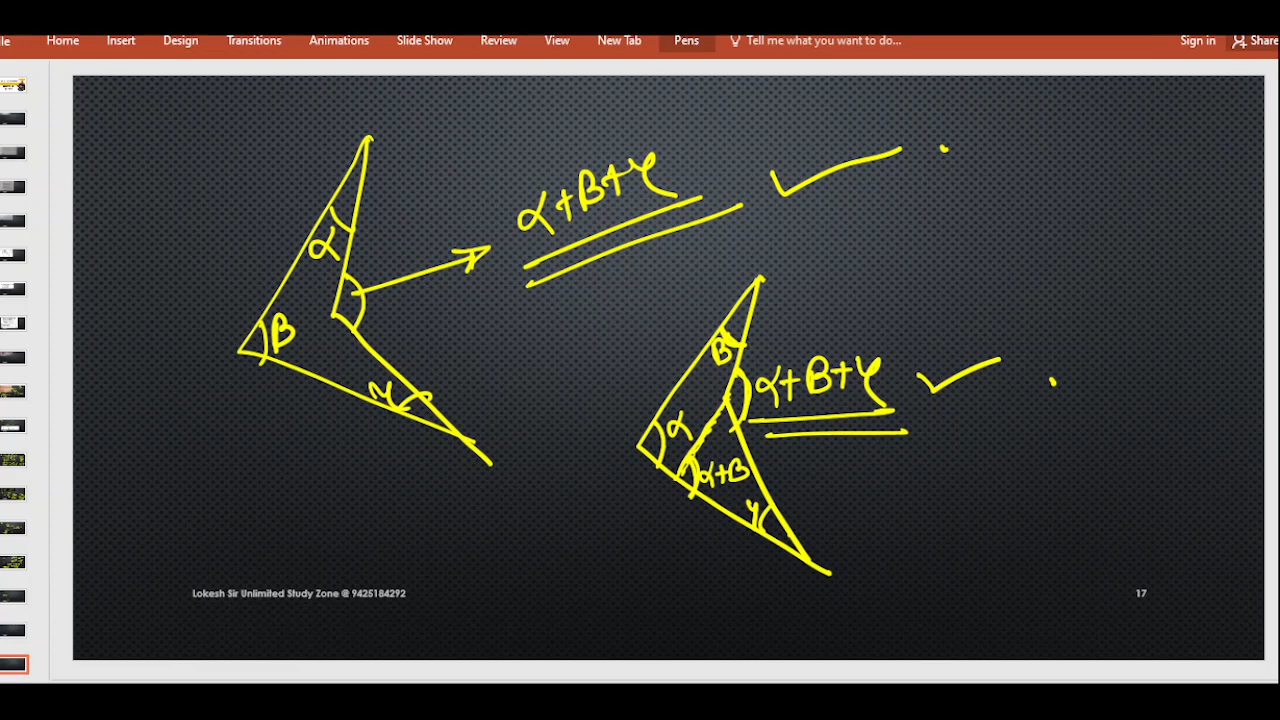 le Home Insert Design Transitions Animations Slide Show Review View New Tab Pens Tell me what you want to do... Sign in Share
α+β+γ
α
β
γ
β
α+β+γ
α
α+β
γ
Lokesh Sir Unlimited Study Zone @ 9425184292
17